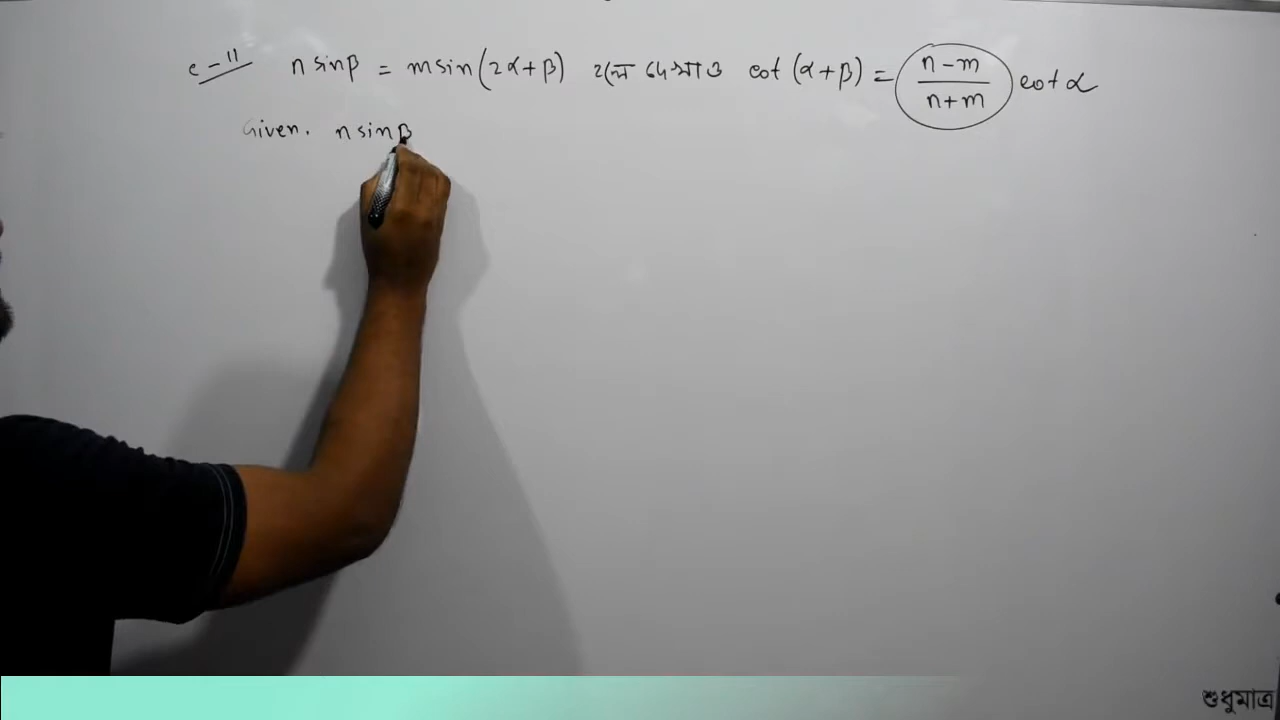 c-11 n sinβ = m sin(2α+β) হলে দেখাও cot (α+β) = (n-m)/(n+m) cot α
Given. n sinβ
শুধুমাত্র